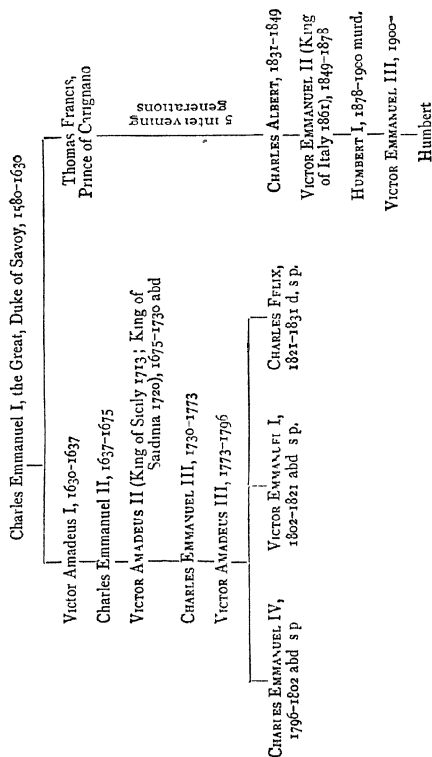 Charles Emmanuel I, the Great, Duke of Savoy, 1580-1630
Victor Amadeus I, 1630-1637
Charles Emmanuel II, 1637-1675
VICTOR AMADEUS II (King of Sicily 1713; King of
Sardinia 1720), 1675-1730 abd
CHARLES EMMANUEL III, 1730-1773
VICTOR AMADEUS III, 1773-1796
CHARLES EMMANUEL IV,
1796-1802 abd s p
VICTOR EMMANUEL I,
1802-1821 abd s p.
CHARLES FELIX,
1821-1831 d. s p.
Thomas Francis,
Prince of Carignano
5 intervening
generations
CHARLES ALBERT, 1831-1849
VICTOR EMMANUEL II (King
of Italy 1861), 1849-1878
HUMBERT I, 1878-1900 murd.
VICTOR EMMANUEL III, 1900-
Humbert